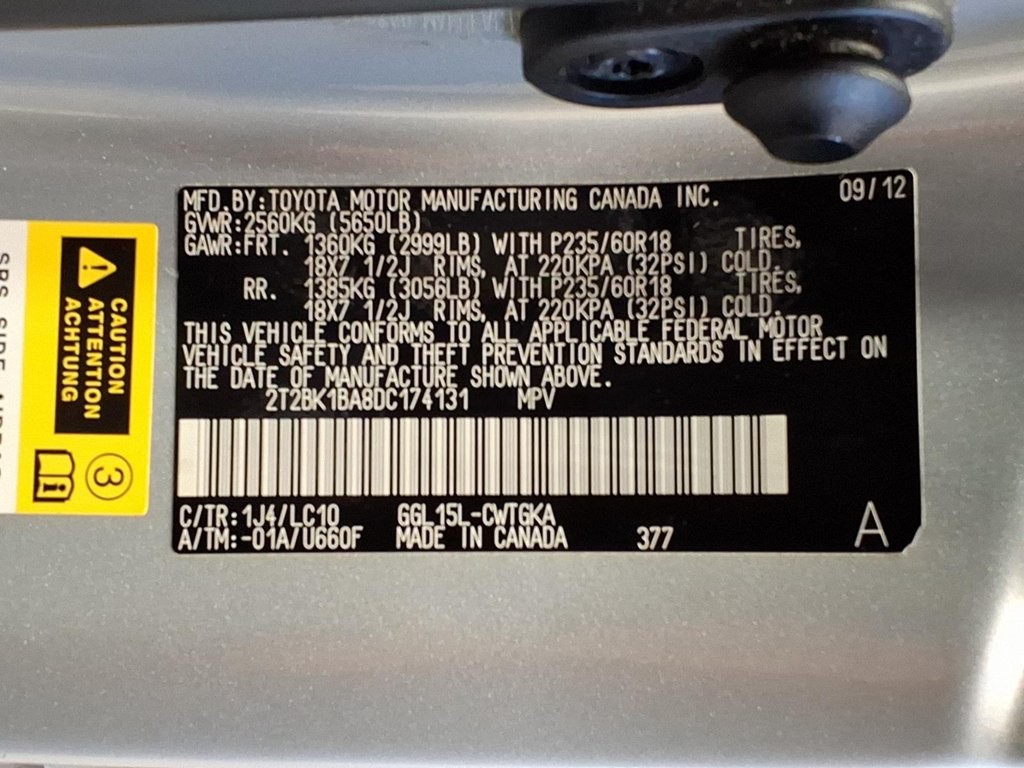 MFD.BY:TOYOTA MOTOR MANUFACTURING CANADA INC. 09/12
GVWR:2560KG (5650LB)
GAWR:FRT. 1360KG (2999LB) WITH P235/60R18 TIRES,
18X7 1/2J RIMS, AT 220KPA (32PSI) COLD.
RR. 1385KG (3056LB) WITH P235/60R18 TIRES,
18X7 1/2J RIMS, AT 220KPA (32PSI) COLD.
THIS VEHICLE CONFORMS TO ALL APPLICABLE FEDERAL MOTOR
VEHICLE SAFETY AND THEFT PREVENTION STANDARDS IN EFFECT ON
THE DATE OF MANUFACTURE SHOWN ABOVE.
2T2BK1BA8DC174131 MPV
C/TR:1J4/LC10 GGL15L-CWTGKA
A/TM:-01A/U660F MADE IN CANADA 377 A
CAUTION
ATTENTION
ACHTUNG
3
SRS SIDE